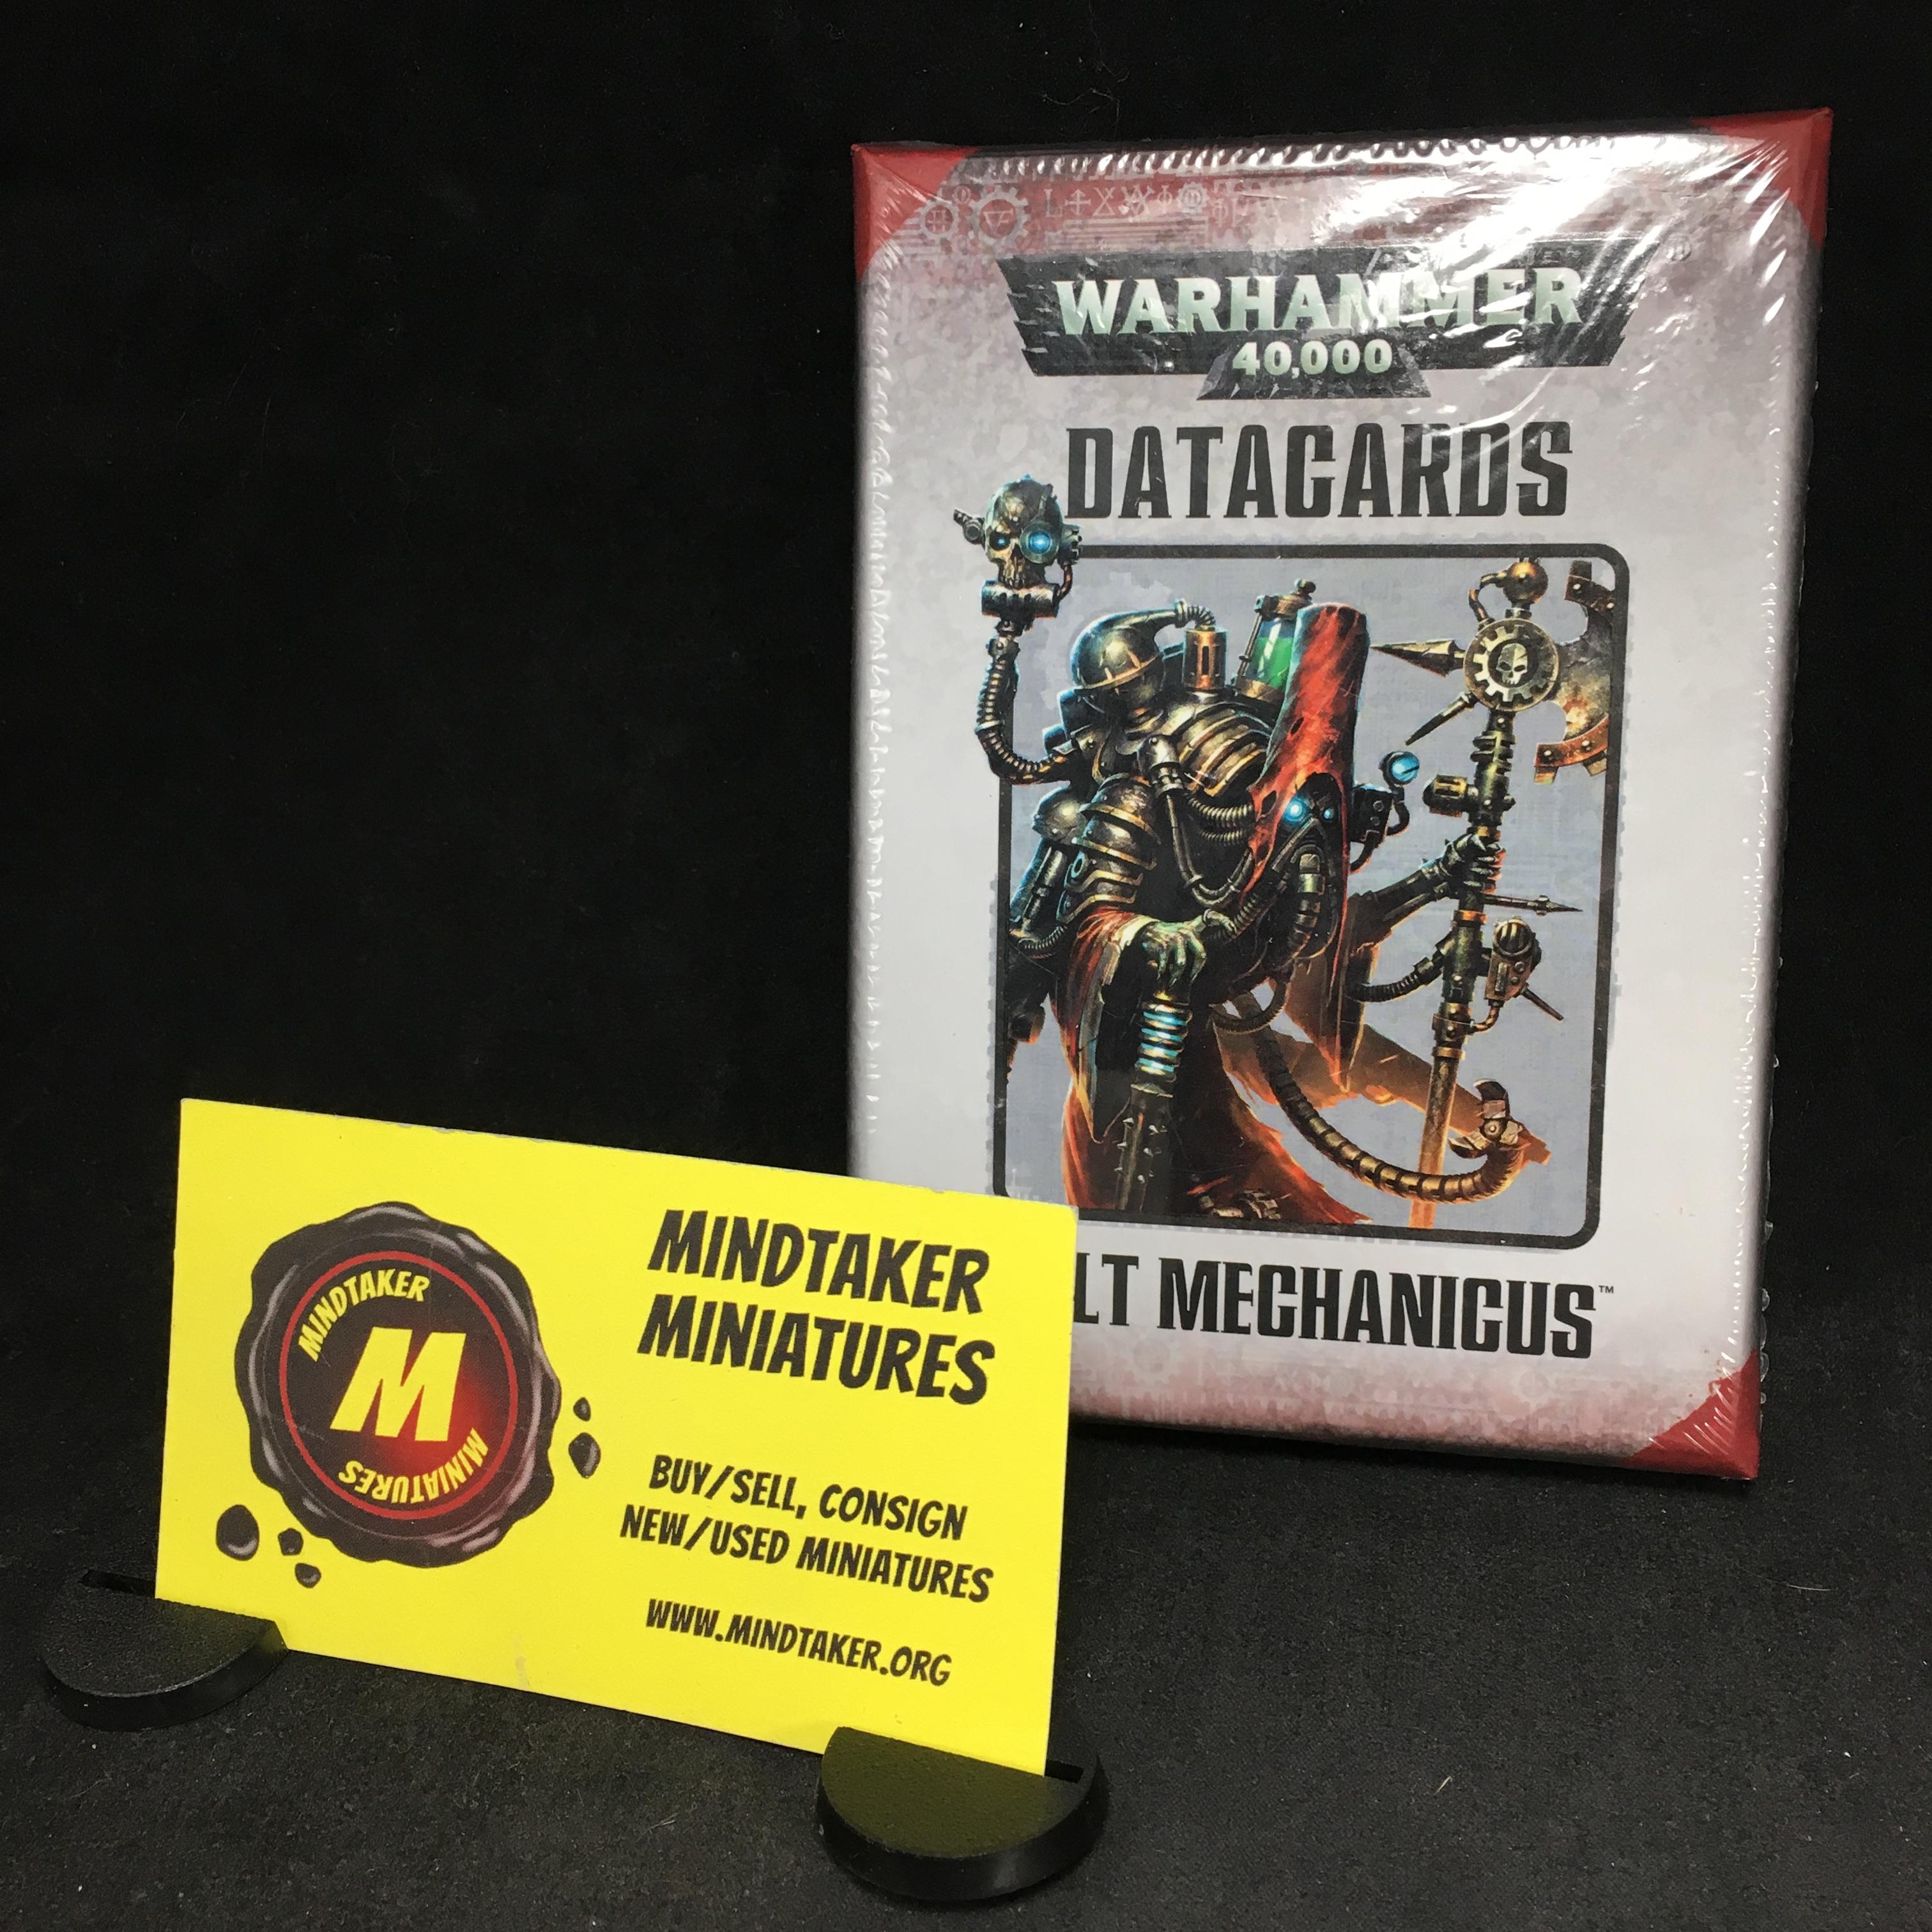 WARHAMMER
40,000
DATACARDS
LT MECHANICUS™
MINDTAKER
MINIATURES
BUY/SELL, CONSIGN
NEW/USED MINIATURES
WWW.MINDTAKER.ORG
MINDTAKER
M
MINIATURES